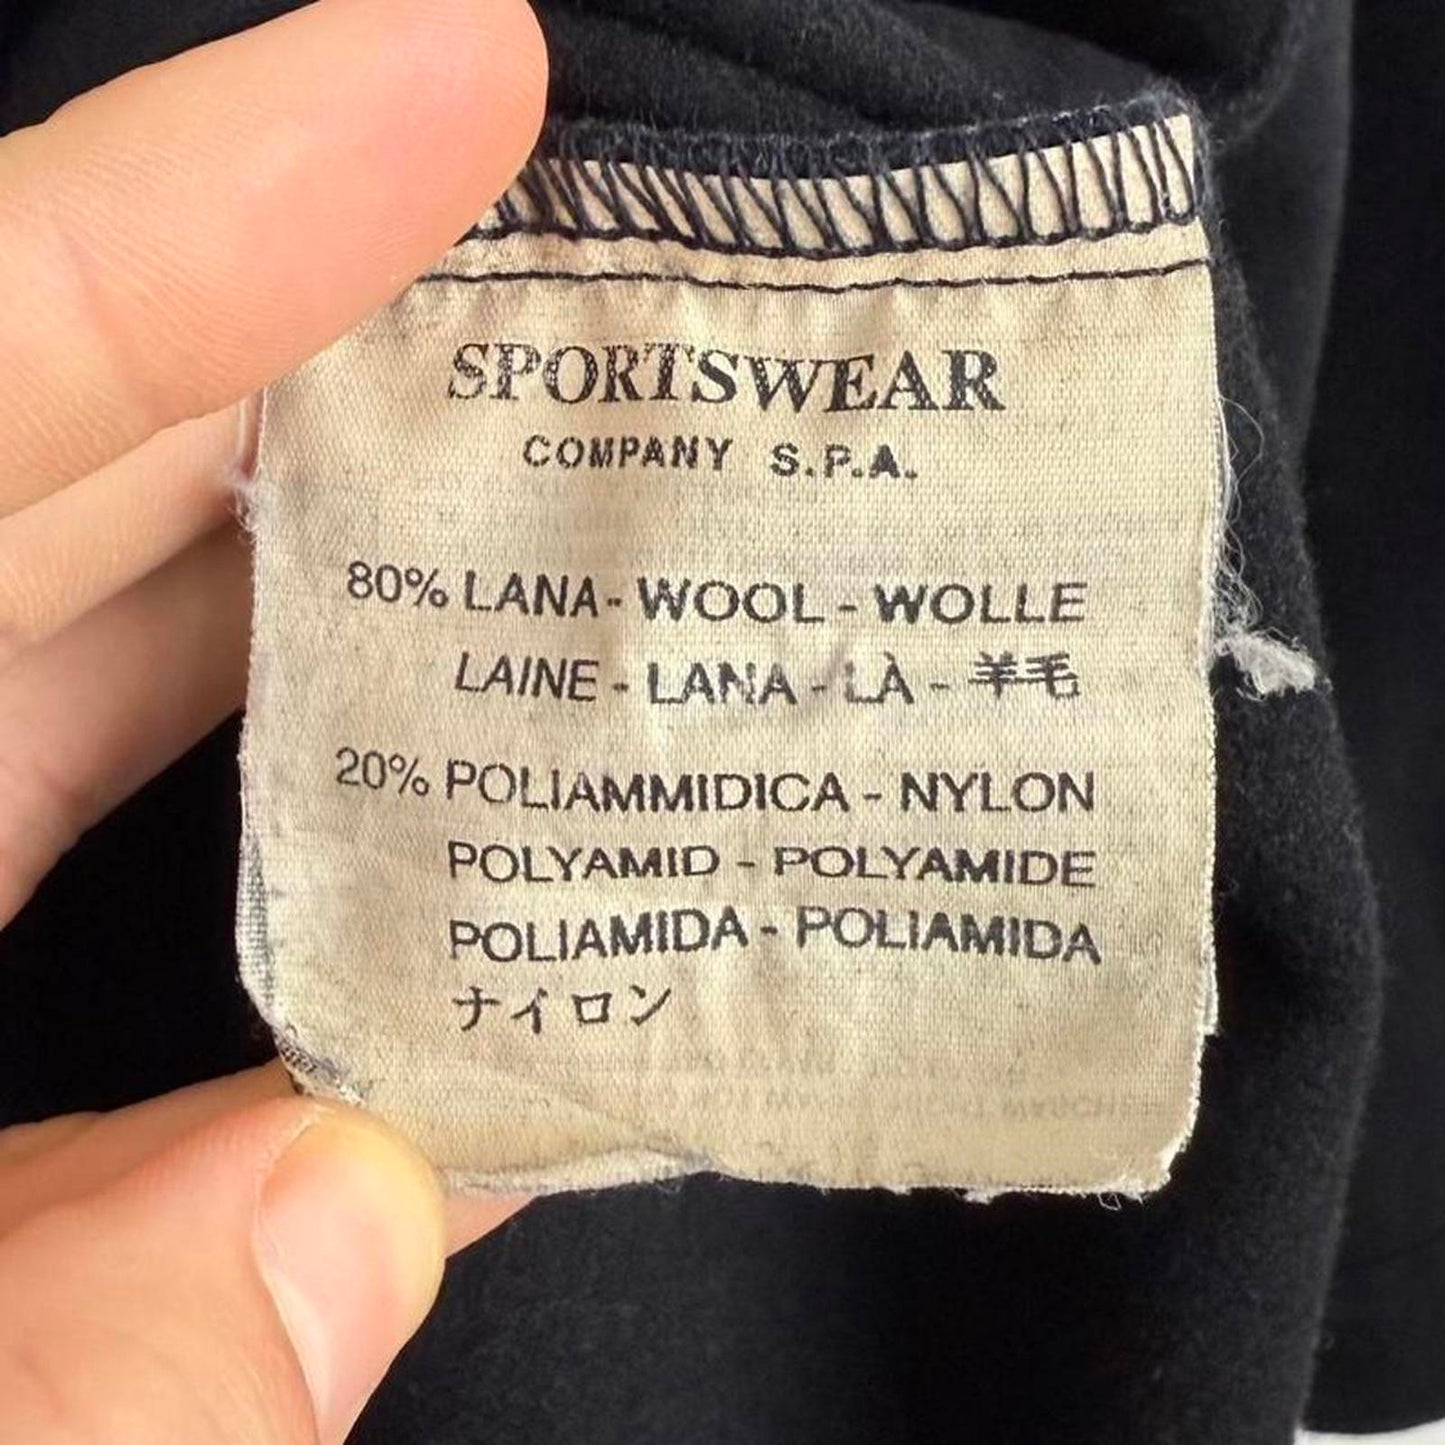 SPORTSWEAR
COMPANY S.P.A.
80% LANA - WOOL - WOLLE
LAINE - LANA - LÀ - 羊毛
20% POLIAMMIDICA - NYLON
POLYAMID - POLYAMIDE
POLIAMIDA - POLIAMIDA
ナイロン